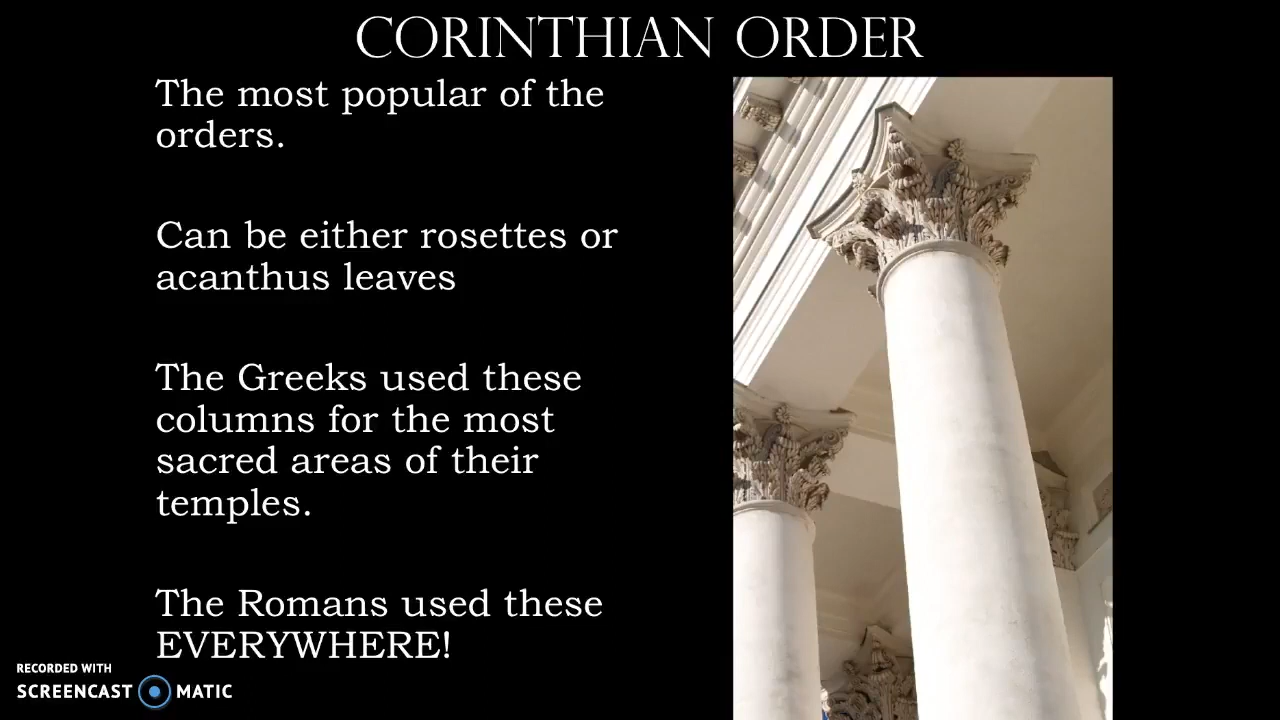 CORINTHIAN ORDER
The most popular of the
orders.
Can be either rosettes or
acanthus leaves
The Greeks used these
columns for the most
sacred areas of their
temples.
The Romans used these
EVERYWHERE!
RECORDED WITH
SCREENCAST MATIC